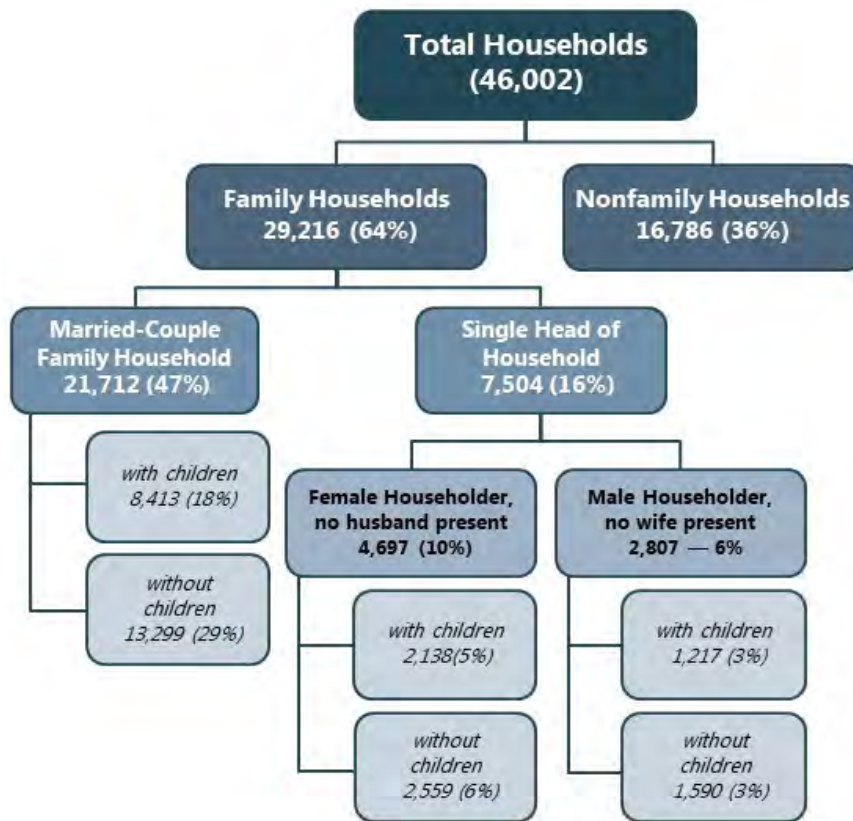 Total Households
(46,002)
Family Households
29,216 (64%)
Nonfamily Households
16,786 (36%)
Married-Couple
Family Household
21,712 (47%)
Single Head of
Household
7,504 (16%)
with children
8,413 (18%)
without
children
13,299 (29%)
Female Householder,
no husband present
4,697 (10%)
Male Householder,
no wife present
2,807 — 6%
with children
2,138(5%)
without
children
2,559 (6%)
with children
1,217 (3%)
without
children
1,590 (3%)